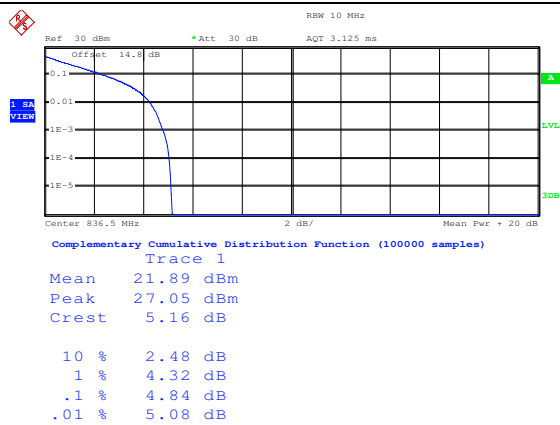 RBW 10 MHz
Ref 30 dBm * Att 30 dB AQT 3.125 ms
Offset 14.8 dB
0.1
A
0.01
1 SA
VIEW
LVL
1E-3
1E-4
1E-5
3DB
Center 836.5 MHz 2 dB/ Mean Pwr + 20 dB
Complementary Cumulative Distribution Function (100000 samples)
Trace 1
Mean 21.89 dBm
Peak 27.05 dBm
Crest 5.16 dB
10 % 2.48 dB
1 % 4.32 dB
.1 % 4.84 dB
.01 % 5.08 dB